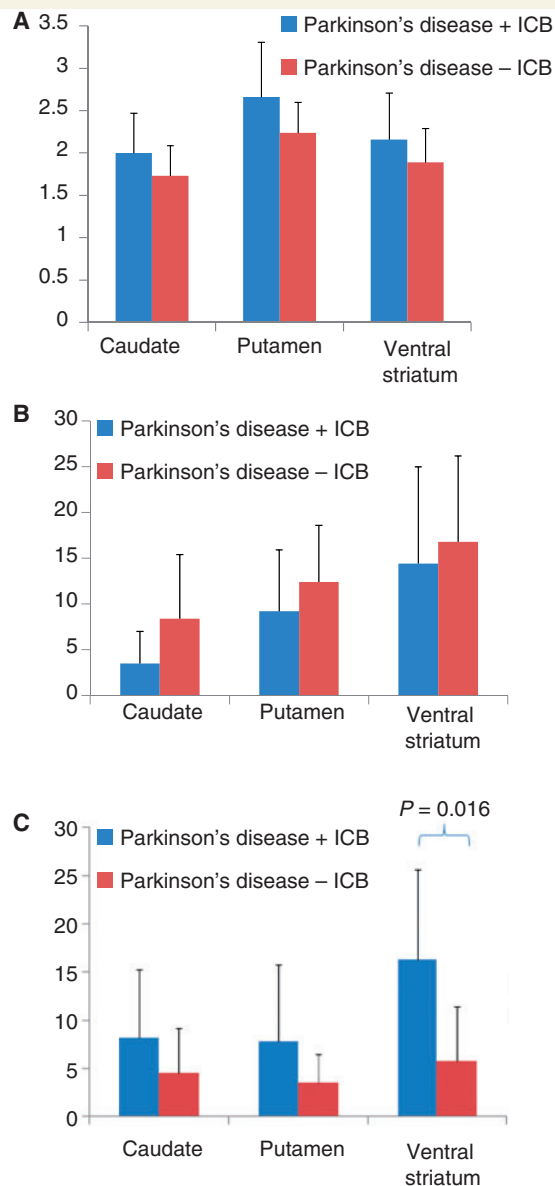 A
Parkinson's disease + ICB
Parkinson's disease – ICB
3.5
3
2.5
2
1.5
1
0.5
0
Caudate
Putamen
Ventral
striatum
B
Parkinson's disease + ICB
Parkinson's disease – ICB
30
25
20
15
10
5
0
Caudate
Putamen
Ventral
striatum
C
P = 0.016
Parkinson's disease + ICB
Parkinson's disease – ICB
30
25
20
15
10
5
0
Caudate
Putamen
Ventral
striatum